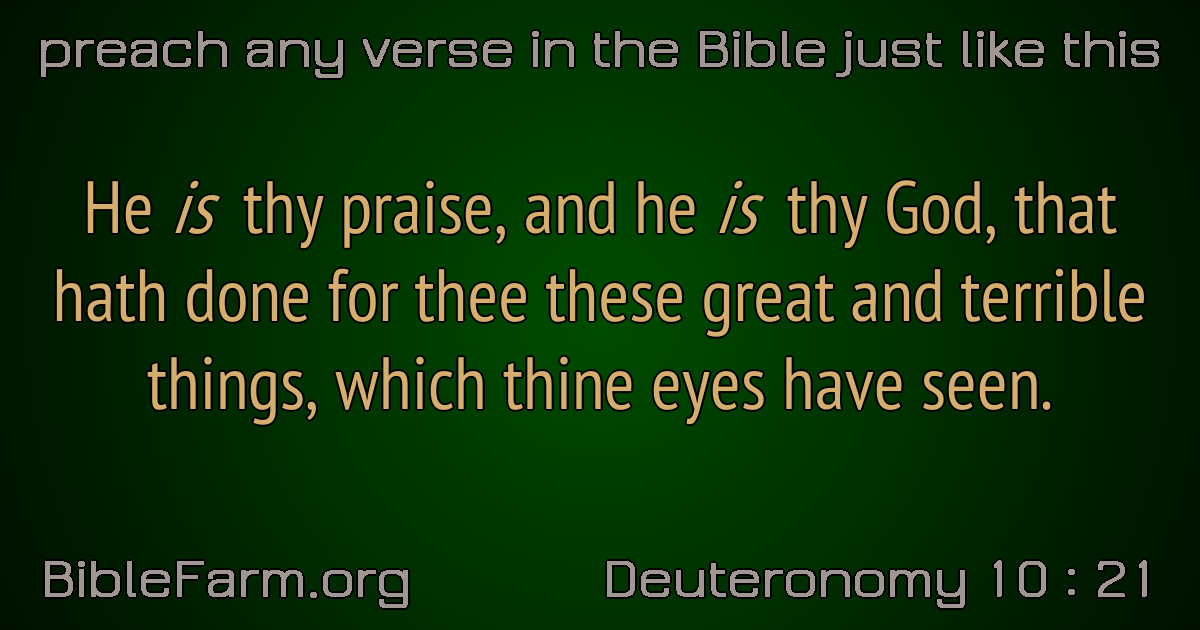 preach any verse in the Bible just like this
He is thy praise, and he is thy God, that
hath done for thee these great and terrible
things, which thine eyes have seen.
BibleFarm.org
Deuteronomy 10 : 21